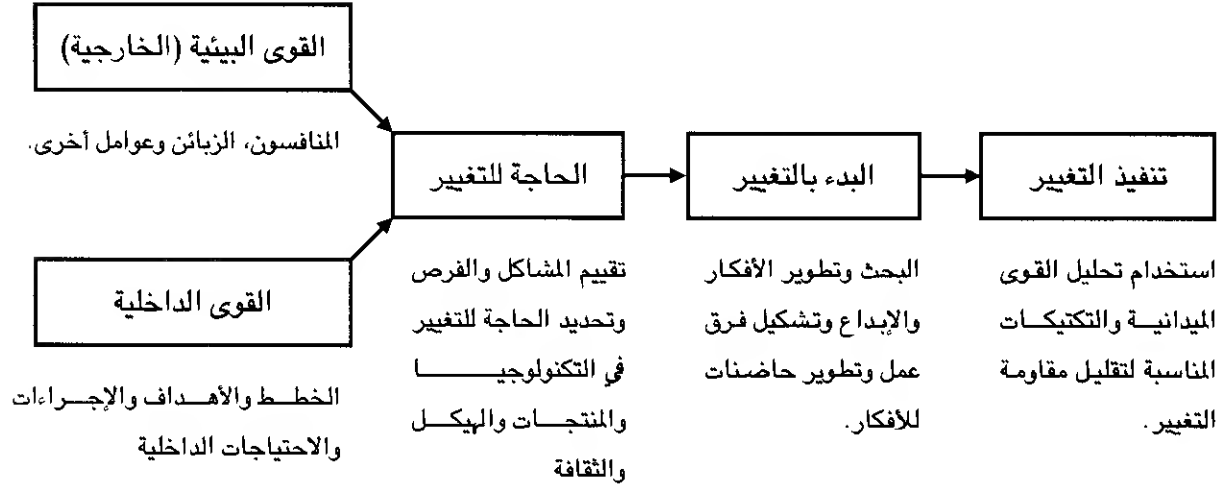 القوى البيئية (الخارجية)
المنافسون، الزبائن وعوامل أخرى.
القوى الداخلية
الخطط والأهداف والإجراءات
والاحتياجات الداخلية
الحاجة للتغيير
تقييم المشاكل والفرص
وتحديد الحاجة للتغيير
في التكنولوجيا
والمنتجات والهيكل
والثقافة
البدء بالتغيير
البحث وتطوير الأفكار
والإبداع وتشكيل فرق
عمل وتطوير حاضنات
للأفكار.
تنفيذ التغيير
استخدام تحليل القوى
الميدانية والتكتيكات
المناسبة لتقليل مقاومة
التغيير.